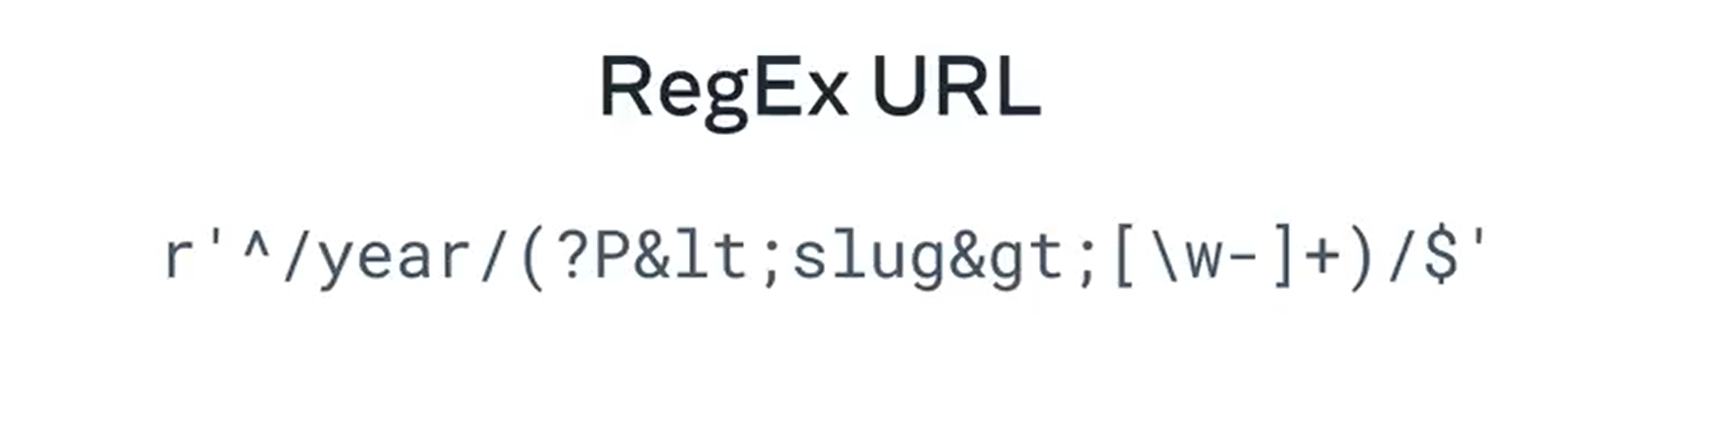 RegEx URL
r'^/year/(?P&lt;slug&gt;[\w-]+)/$'